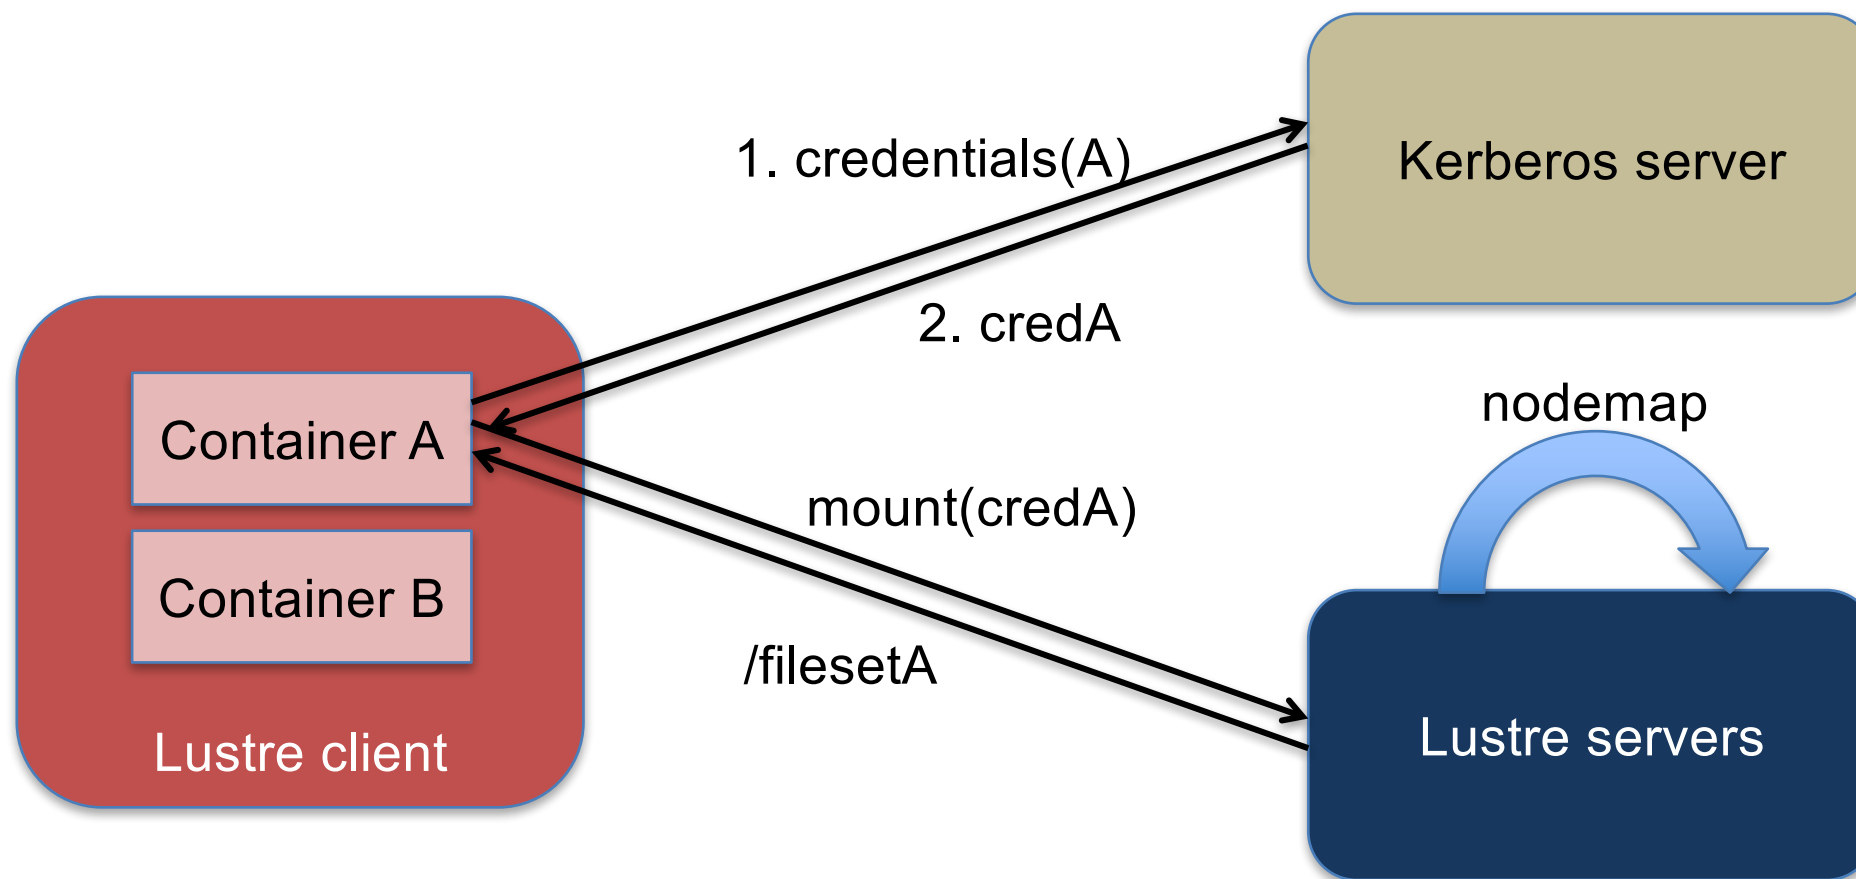 1. credentials(A)
Kerberos server
2. credA
nodemap
Container A
mount(credA)
Container B
/filesetA
Lustre client
Lustre servers